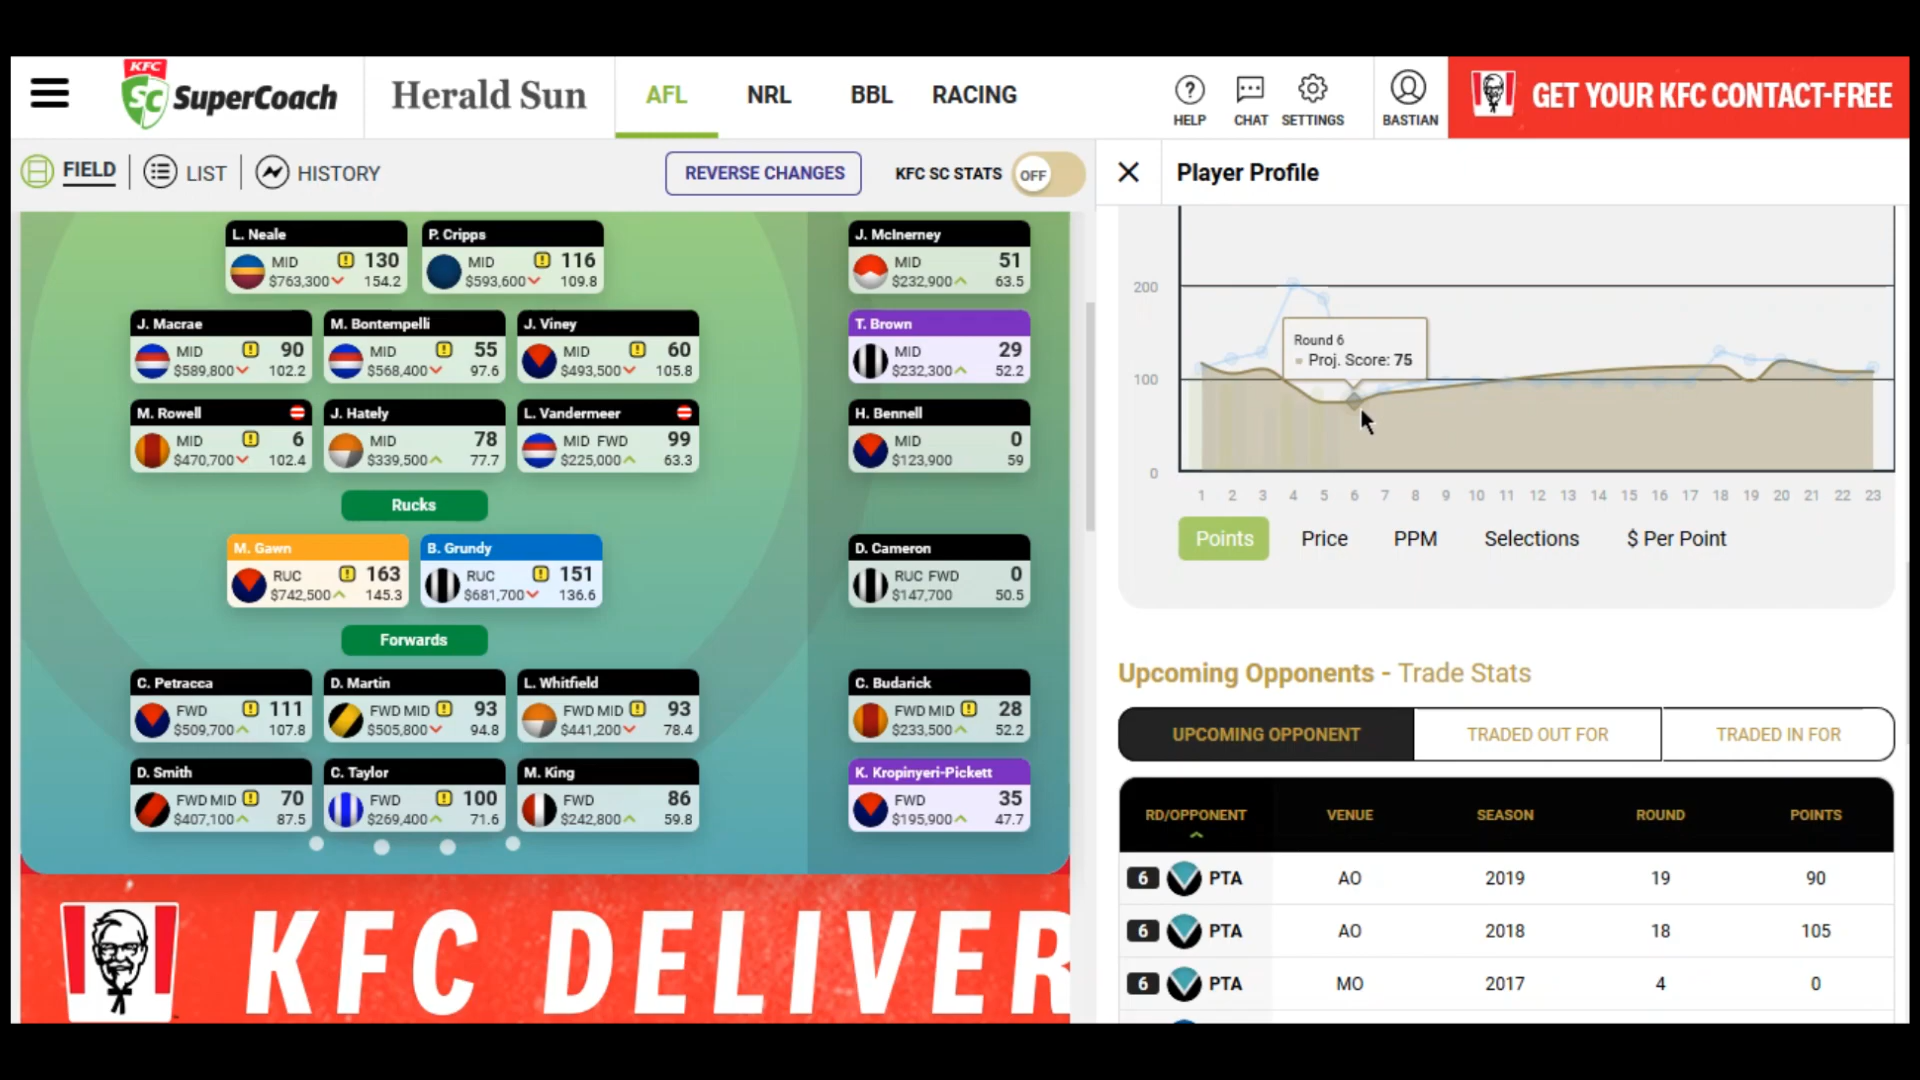 KFC
SC SuperCoach
Herald Sun
AFL
NRL
BBL
RACING
HELP
CHAT
SETTINGS
BASTIAN
GET YOUR KFC CONTACT-FREE
FIELD
LIST
HISTORY
REVERSE CHANGES
KFC SC STATS
OFF
Player Profile
L. Neale
MID 130
$763,300 154.2
P. Cripps
MID 116
$593,600 109.8
J. McInerney
MID 51
$232,900 63.5
J. Macrae
MID 90
$589,800 102.2
M. Bontempelli
MID 55
$568,400 97.6
J. Viney
MID 60
$493,500 105.8
T. Brown
MID 29
$232,300 52.2
M. Rowell
MID 6
$470,700 102.4
J. Hately
MID 78
$339,500 77.7
L. Vandermeer
MID FWD 99
$225,000 63.3
H. Bennell
MID 0
$123,900 59
Rucks
M. Gawn
RUC 163
$742,500 145.3
B. Grundy
RUC 151
$681,700 136.6
D. Cameron
RUC FWD 0
$147,700 50.5
Forwards
C. Petracca
FWD 111
$509,700 107.8
D. Martin
FWD MID 93
$505,800 94.8
L. Whitfield
FWD MID 93
$441,200 78.4
C. Budarick
FWD MID 28
$233,500 52.2
D. Smith
FWD MID 70
$407,100 87.5
C. Taylor
FWD 100
$269,400 71.6
M. King
FWD 86
$242,800 59.8
K. Kropinyeri-Pickett
FWD 35
$195,900 47.7
KFC DELIVER
200
100
0
Round 6
Proj. Score: 75
1 2 3 4 5 6 7 8 9 10 11 12 13 14 15 16 17 18 19 20 21 22 23
Points
Price
PPM
Selections
$ Per Point
Upcoming Opponents - Trade Stats
UPCOMING OPPONENT
TRADED OUT FOR
TRADED IN FOR
RD/OPPONENT VENUE SEASON ROUND POINTS
6 PTA AO 2019 19 90
6 PTA AO 2018 18 105
6 PTA MO 2017 4 0